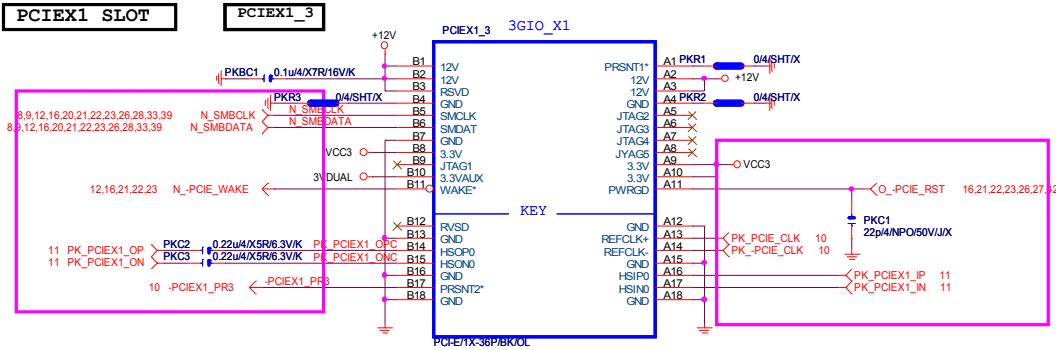 PCIEX1 SLOT
PCIEX1_3
+12V
PCIEX1_3
3GIO_X1
PKBC1 0.1u/4/X7R/16V/K
PKR3 0/4/SHT/X
8,9,12,16,20,21,22,23,26,28,33,39 N_SMBCLK N_SMBCLK
8,9,12,16,20,21,22,23,26,28,33,39 N_SMBDATA N_SMBDATA
VCC3
3VDUAL
12,16,21,22,23 N_-PCIE_WAKE
11 PK_PCIEX1_OP PKC2 0.22u/4/X5R/6.3V/K PK_PCIEX1_OPC
11 PK_PCIEX1_ON PKC3 0.22u/4/X5R/6.3V/K PK_PCIEX1_ONC
10 -PCIEX1_PR3 -PCIEX1_PR3
B1 12V
B2 12V
B3 RSVD
B4 GND
B5 SMCLK
B6 SMDAT
B7 GND
B8 3.3V
B9 JTAG1
B10 3.3VAUX
B11 WAKE*
KEY
B12 RVSD
B13 GND
B14 HSOP0
B15 HSON0
B16 GND
B17 PRSNT2*
B18 GND
PRSNT1* A1
12V A2
12V A3
GND A4
JTAG2 A5
JTAG3 A6
JTAG4 A7
JYAG5 A8
3.3V A9
3.3V A10
PWRGD A11
GND A12
REFCLK+ A13
REFCLK- A14
GND A15
HSIP0 A16
HSIN0 A17
GND A18
PKR1 0/4/SHT/X
+12V
PKR2 0/4/SHT/X
VCC3
O_-PCIE_RST
PKC1
22p/4/NPO/50V/J/X
PK_PCIE_CLK 10
PK_-PCIE_CLK 10
PK_PCIEX1_IP 11
PK_PCIEX1_IN 11
PCI-E/1X-36P/BK/OL